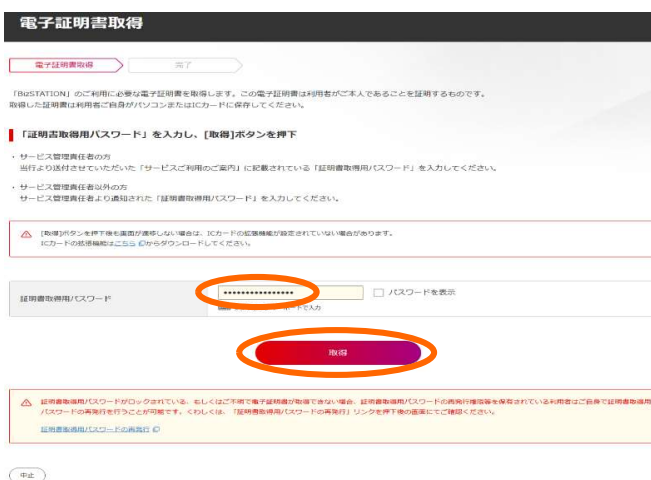 電子証明書取得
電子証明書取得
完了
「BizSTATION」のご利用に必要な電子証明書を取得します。この電子証明書は利用者がご本人であることを証明するものです。
取得した証明書は利用者ご自身がパソコンまたはICカードに保存してください。
「証明書取得用パスワード」を入力し、[取得]ボタンを押下
・ サービス管理責任者の方
当行より送付させていただいた「サービスご利用のご案内」に記載されている「証明書取得用パスワード」を入力してください。
・ サービス管理責任者以外の方
サービス管理責任者より通知された「証明書取得用パスワード」を入力してください。
[取得]ボタンを押下後も画面が遷移しない場合は、ICカードの拡張機能が設定されていない場合があります。
ICカードの拡張機能はこちらからダウンロードしてください。
証明書取得用パスワード
••••••••••••••••
パスワードを表示
ードで入力
取得
証明書取得用パスワードがロックされている、もしくはご不明で電子証明書が取得できない場合、証明書取得用パスワードの再発行権限等を保有されている利用者はご自身で証明書取得用
パスワードの再発行を行うことが可能です。くわしくは、「証明書取得用パスワードの再発行」リンクを押下後の画面にてご確認ください。
証明書取得用パスワードの再発行
中止